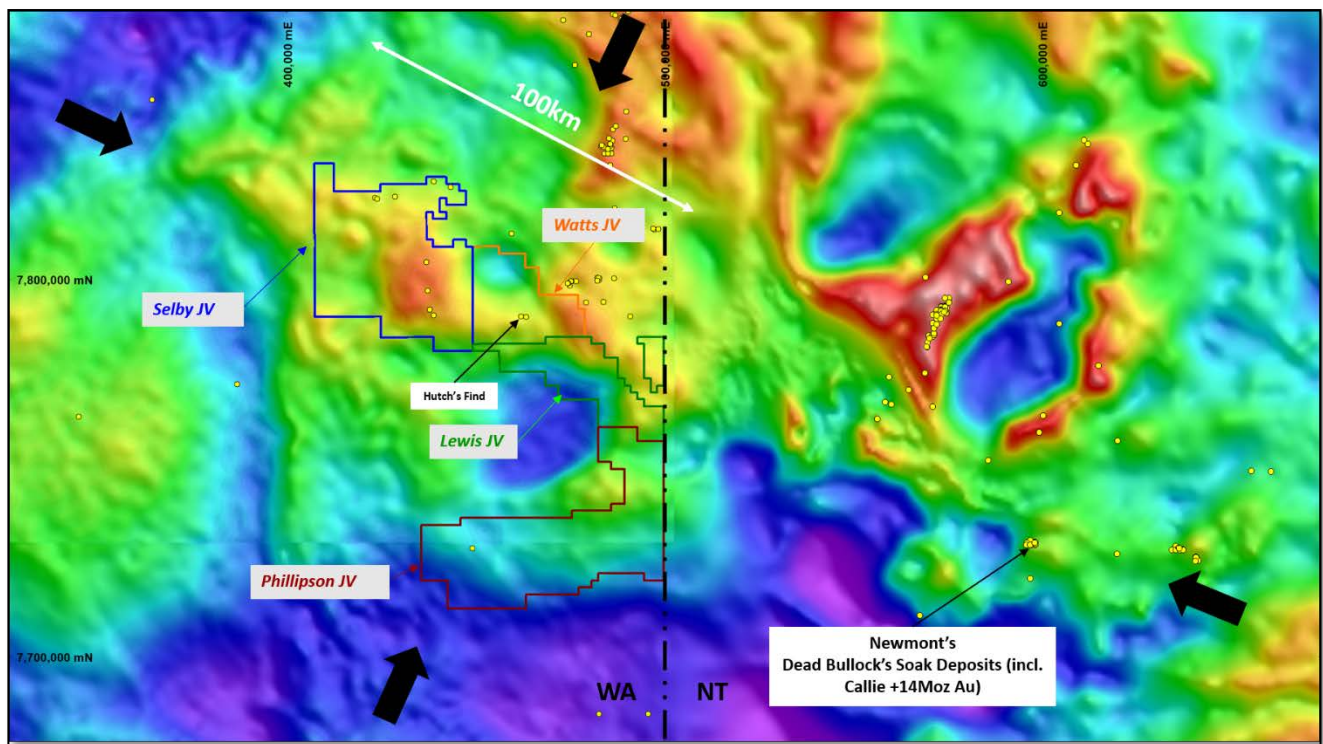 400,000 mE
500,000 mE
600,000 mE
100km
Watts JV
7,800,000 mN
Selby JV
Hutch's Find
Lewis JV
Phillipson JV
Newmont's
Dead Bullock's Soak Deposits (incl.
Callie +14Moz Au)
7,700,000 mN
WA
NT